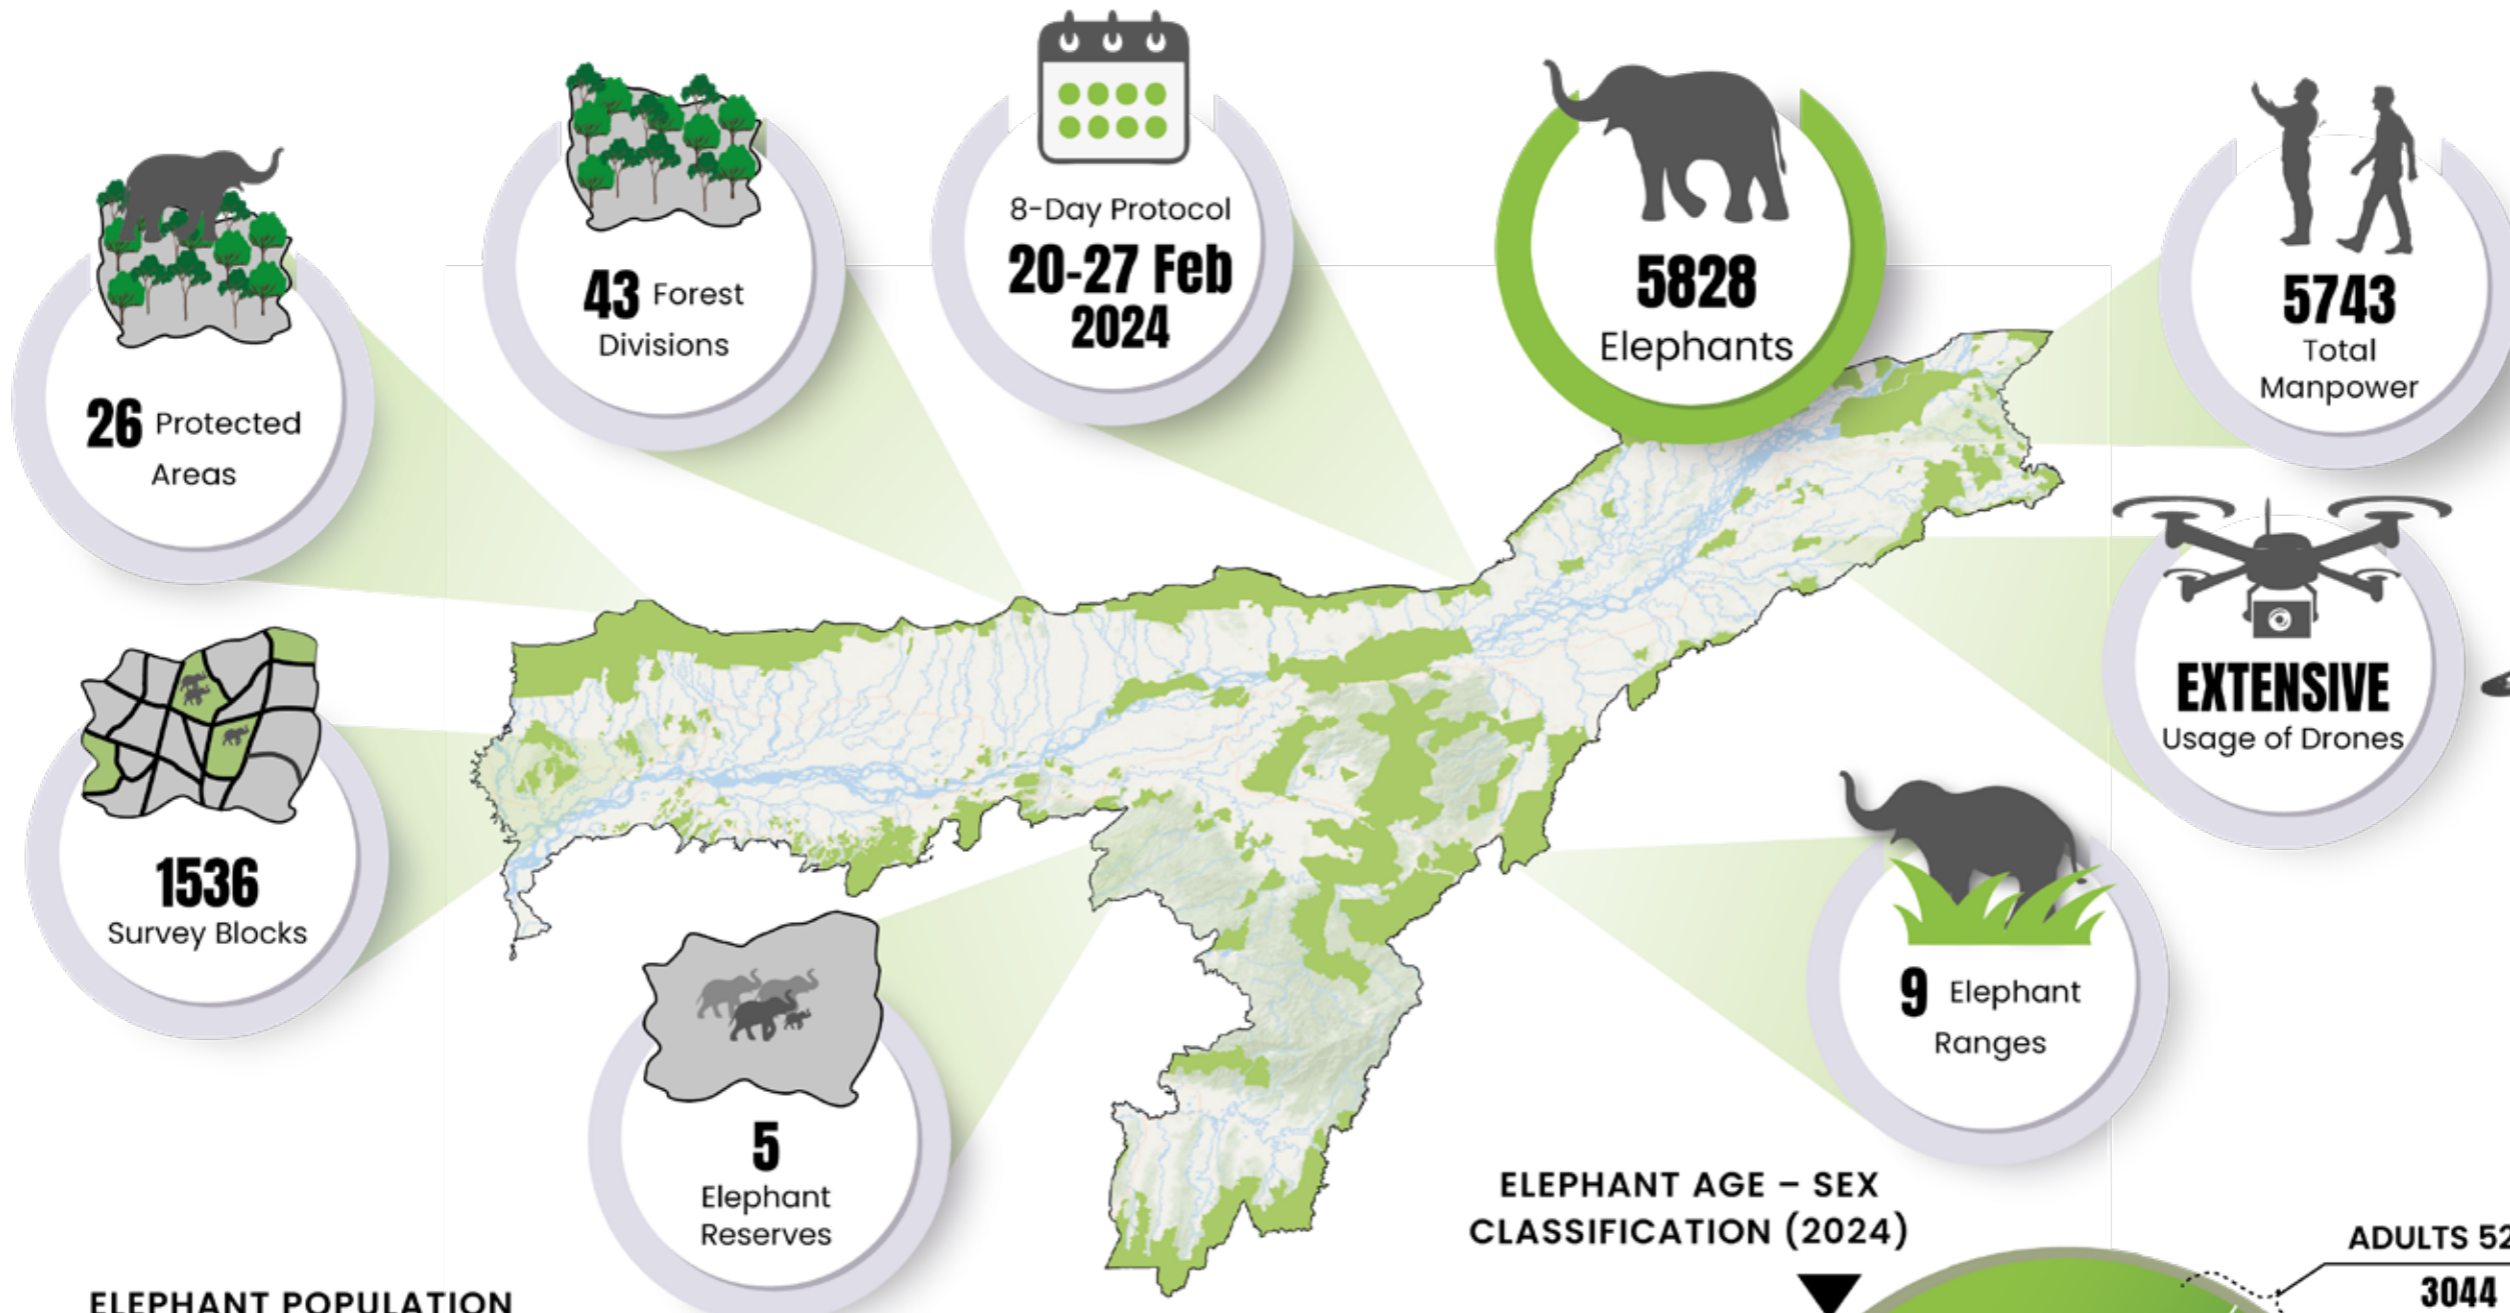 8-Day Protocol
20-27 Feb
2024
5828
Elephants
5743
Total
Manpower
43 Forest
Divisions
26 Protected
Areas
EXTENSIVE
Usage of Drones
1536
Survey Blocks
9 Elephant
Ranges
5
Elephant
Reserves
ELEPHANT AGE – SEX
CLASSIFICATION (2024)
ADULTS 52
3044
ELEPHANT POPULATION